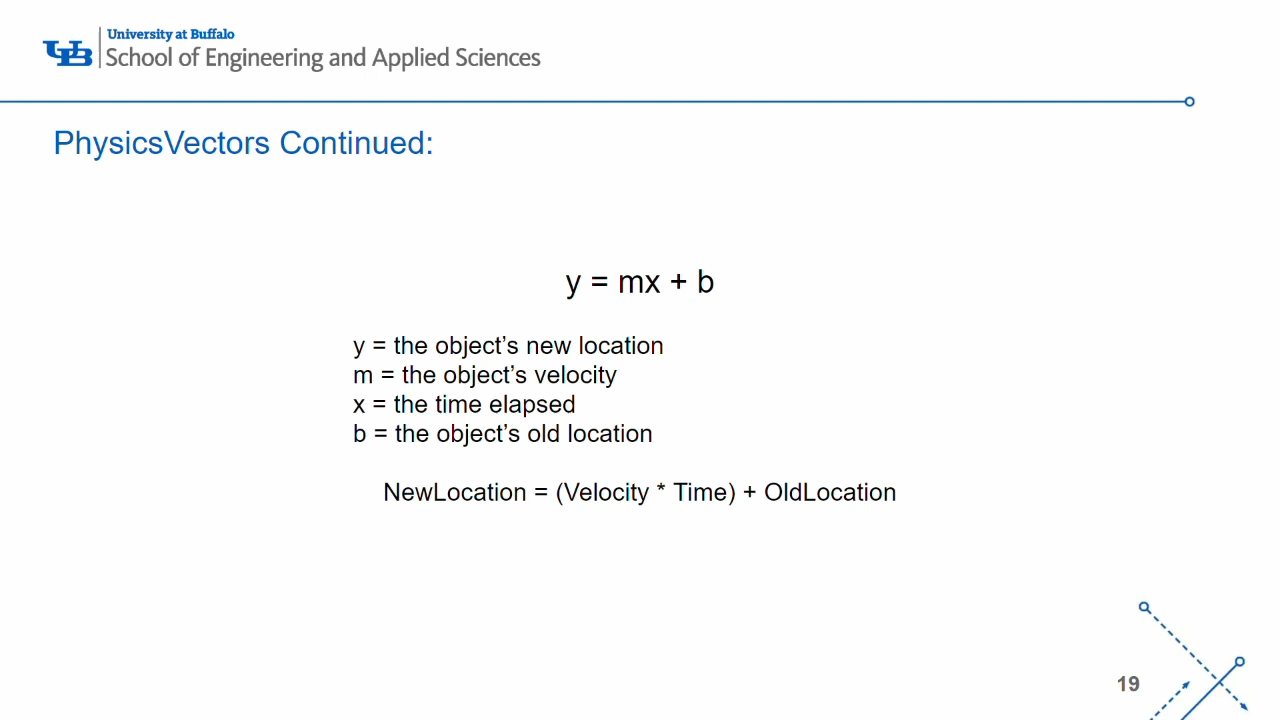 University at Buffalo
School of Engineering and Applied Sciences
PhysicsVectors Continued:
y = mx + b
y = the object’s new location
m = the object’s velocity
x = the time elapsed
b = the object’s old location
NewLocation = (Velocity * Time) + OldLocation
19